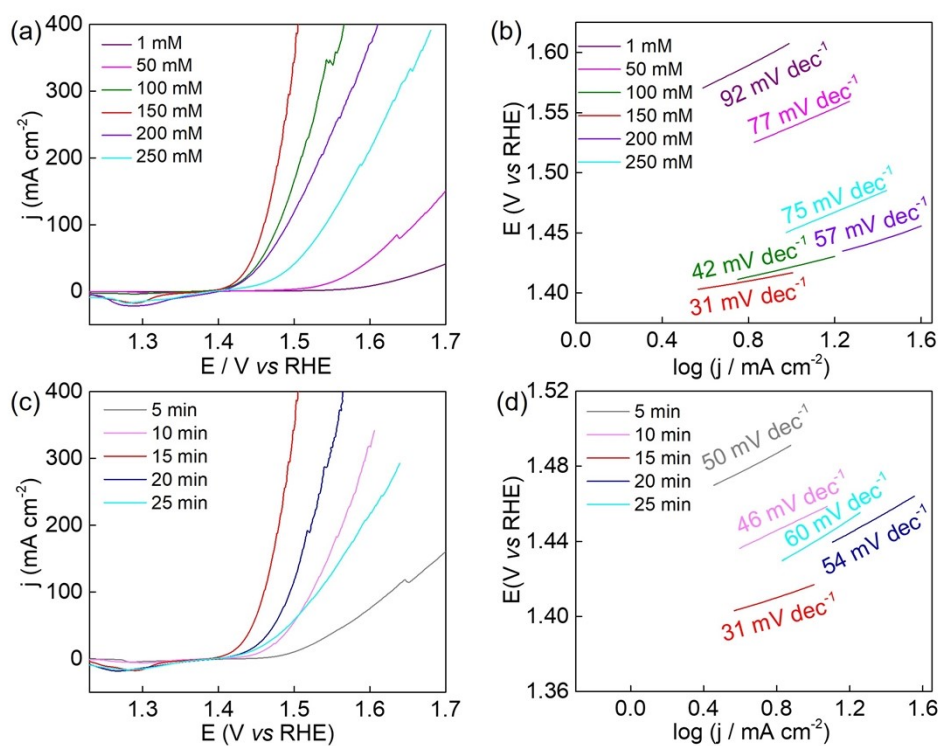 (a)
400
300
200
100
0
j (mA cm⁻²)
1 mM
50 mM
100 mM
150 mM
200 mM
250 mM
1.3
1.4
1.5
1.6
1.7
E / V vs RHE
(b)
1.60
1.55
1.50
1.45
1.40
E (V vs RHE)
1 mM
50 mM
100 mM
150 mM
200 mM
250 mM
92 mV dec⁻¹
77 mV dec⁻¹
75 mV dec⁻¹
57 mV dec⁻¹
42 mV dec⁻¹
31 mV dec⁻¹
0.0
0.4
0.8
1.2
1.6
log (j / mA cm⁻²)
(c)
400
300
200
100
0
j (mA cm⁻²)
5 min
10 min
15 min
20 min
25 min
1.3
1.4
1.5
1.6
1.7
E (V vs RHE)
(d)
1.52
1.48
1.44
1.40
1.36
E(V vs RHE)
5 min
10 min
15 min
20 min
25 min
50 mV dec⁻¹
46 mV dec⁻¹
60 mV dec⁻¹
54 mV dec⁻¹
31 mV dec⁻¹
0.0
0.4
0.8
1.2
1.6
log (j / mA cm⁻²)